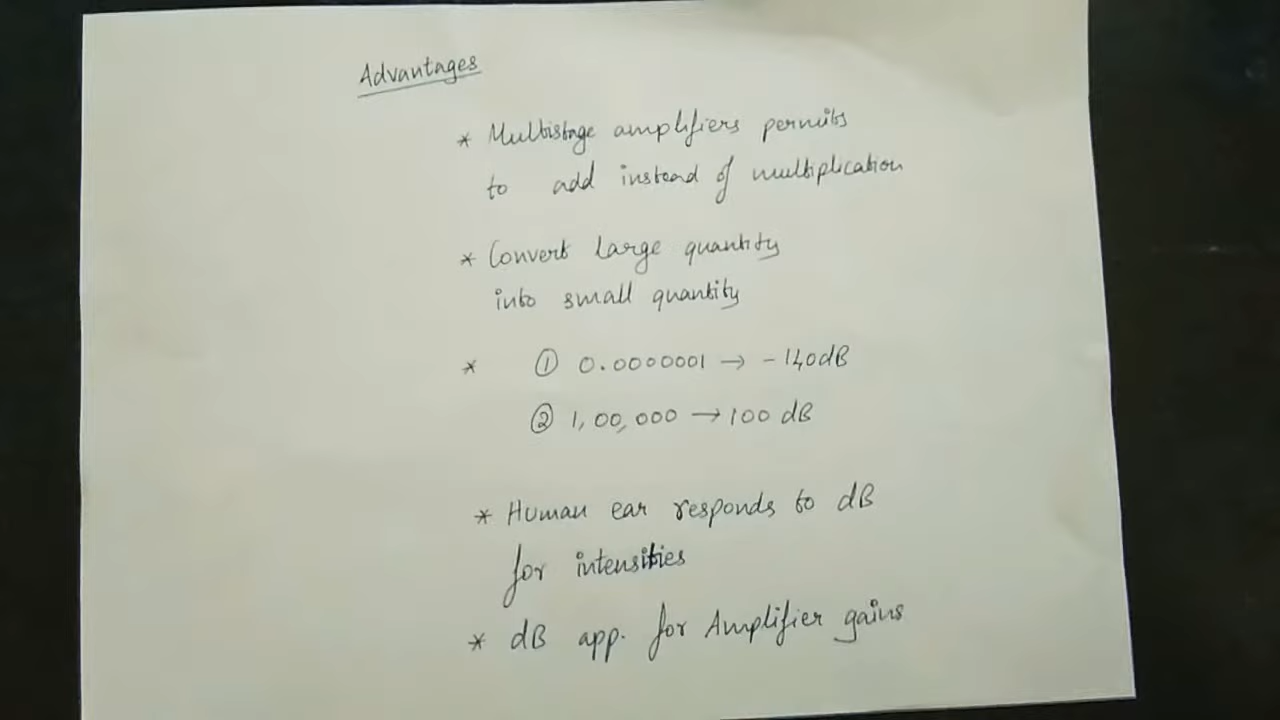 Advantages
* Multistage amplifiers permits
to add instead of multiplication
* Convert large quantity
into small quantity
* ① 0.0000001 → - 140dB
② 1,00,000 → 100 dB
* Human ear responds to dB
for intensities
* dB app. for Amplifier gains